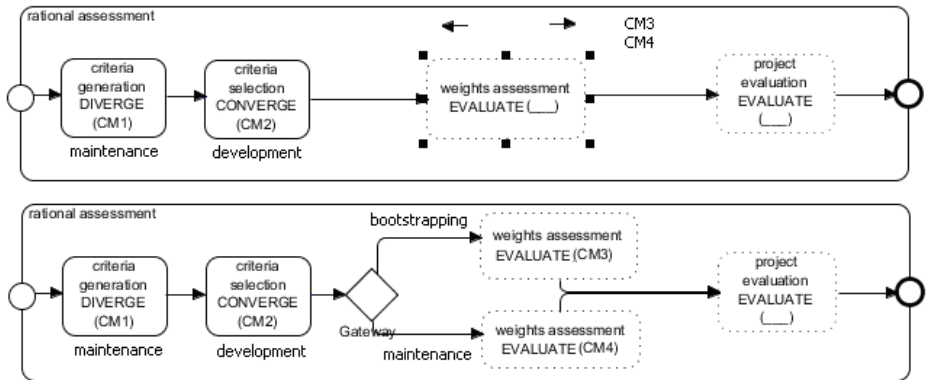 rational assessment
CM3
CM4
criteria
generation
DIVERGE
(CM1)
criteria
selection
CONVERGE
(CM2)
weights assessment
EVALUATE (___)
project
evaluation
EVALUATE
(___)
maintenance
development
rational assessment
bootstrapping
criteria
generation
DIVERGE
(CM1)
criteria
selection
CONVERGE
(CM2)
Gateway
weights assessment
EVALUATE (CM3)
weights assessment
EVALUATE (CM4)
project
evaluation
EVALUATE
(___)
maintenance
development
maintenance